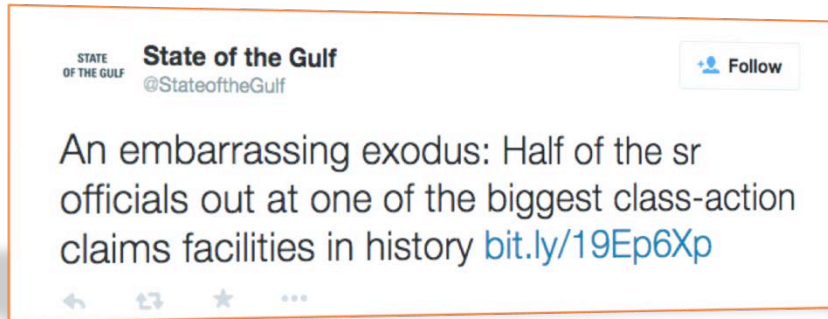 STATE
OF THE GULF
State of the Gulf
@StateoftheGulf
Follow
An embarrassing exodus: Half of the sr
officials out at one of the biggest class-action
claims facilities in history bit.ly/19Ep6Xp